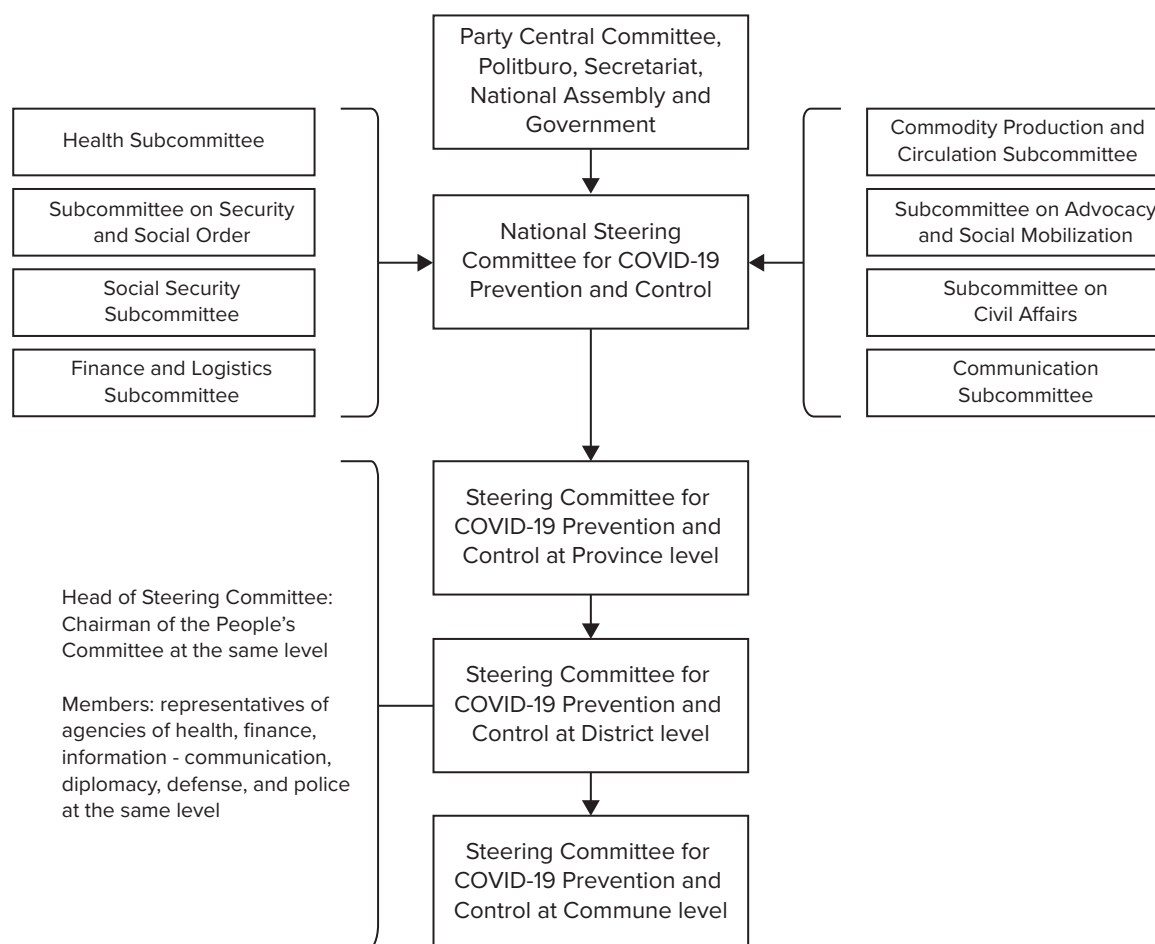 Party Central Committee,
Politburo, Secretariat,
National Assembly and
Government
Health Subcommittee
Subcommittee on Security
and Social Order
Social Security
Subcommittee
Finance and Logistics
Subcommittee
National Steering
Committee for COVID-19
Prevention and Control
Commodity Production and
Circulation Subcommittee
Subcommittee on Advocacy
and Social Mobilization
Subcommittee on
Civil Affairs
Communication
Subcommittee
Steering Committee for
COVID-19 Prevention and
Control at Province level
Head of Steering Committee:
Chairman of the People’s
Committee at the same level
Members: representatives of
agencies of health, finance,
information - communication,
diplomacy, defense, and police
at the same level
Steering Committee for
COVID-19 Prevention and
Control at District level
Steering Committee for
COVID-19 Prevention and
Control at Commune level